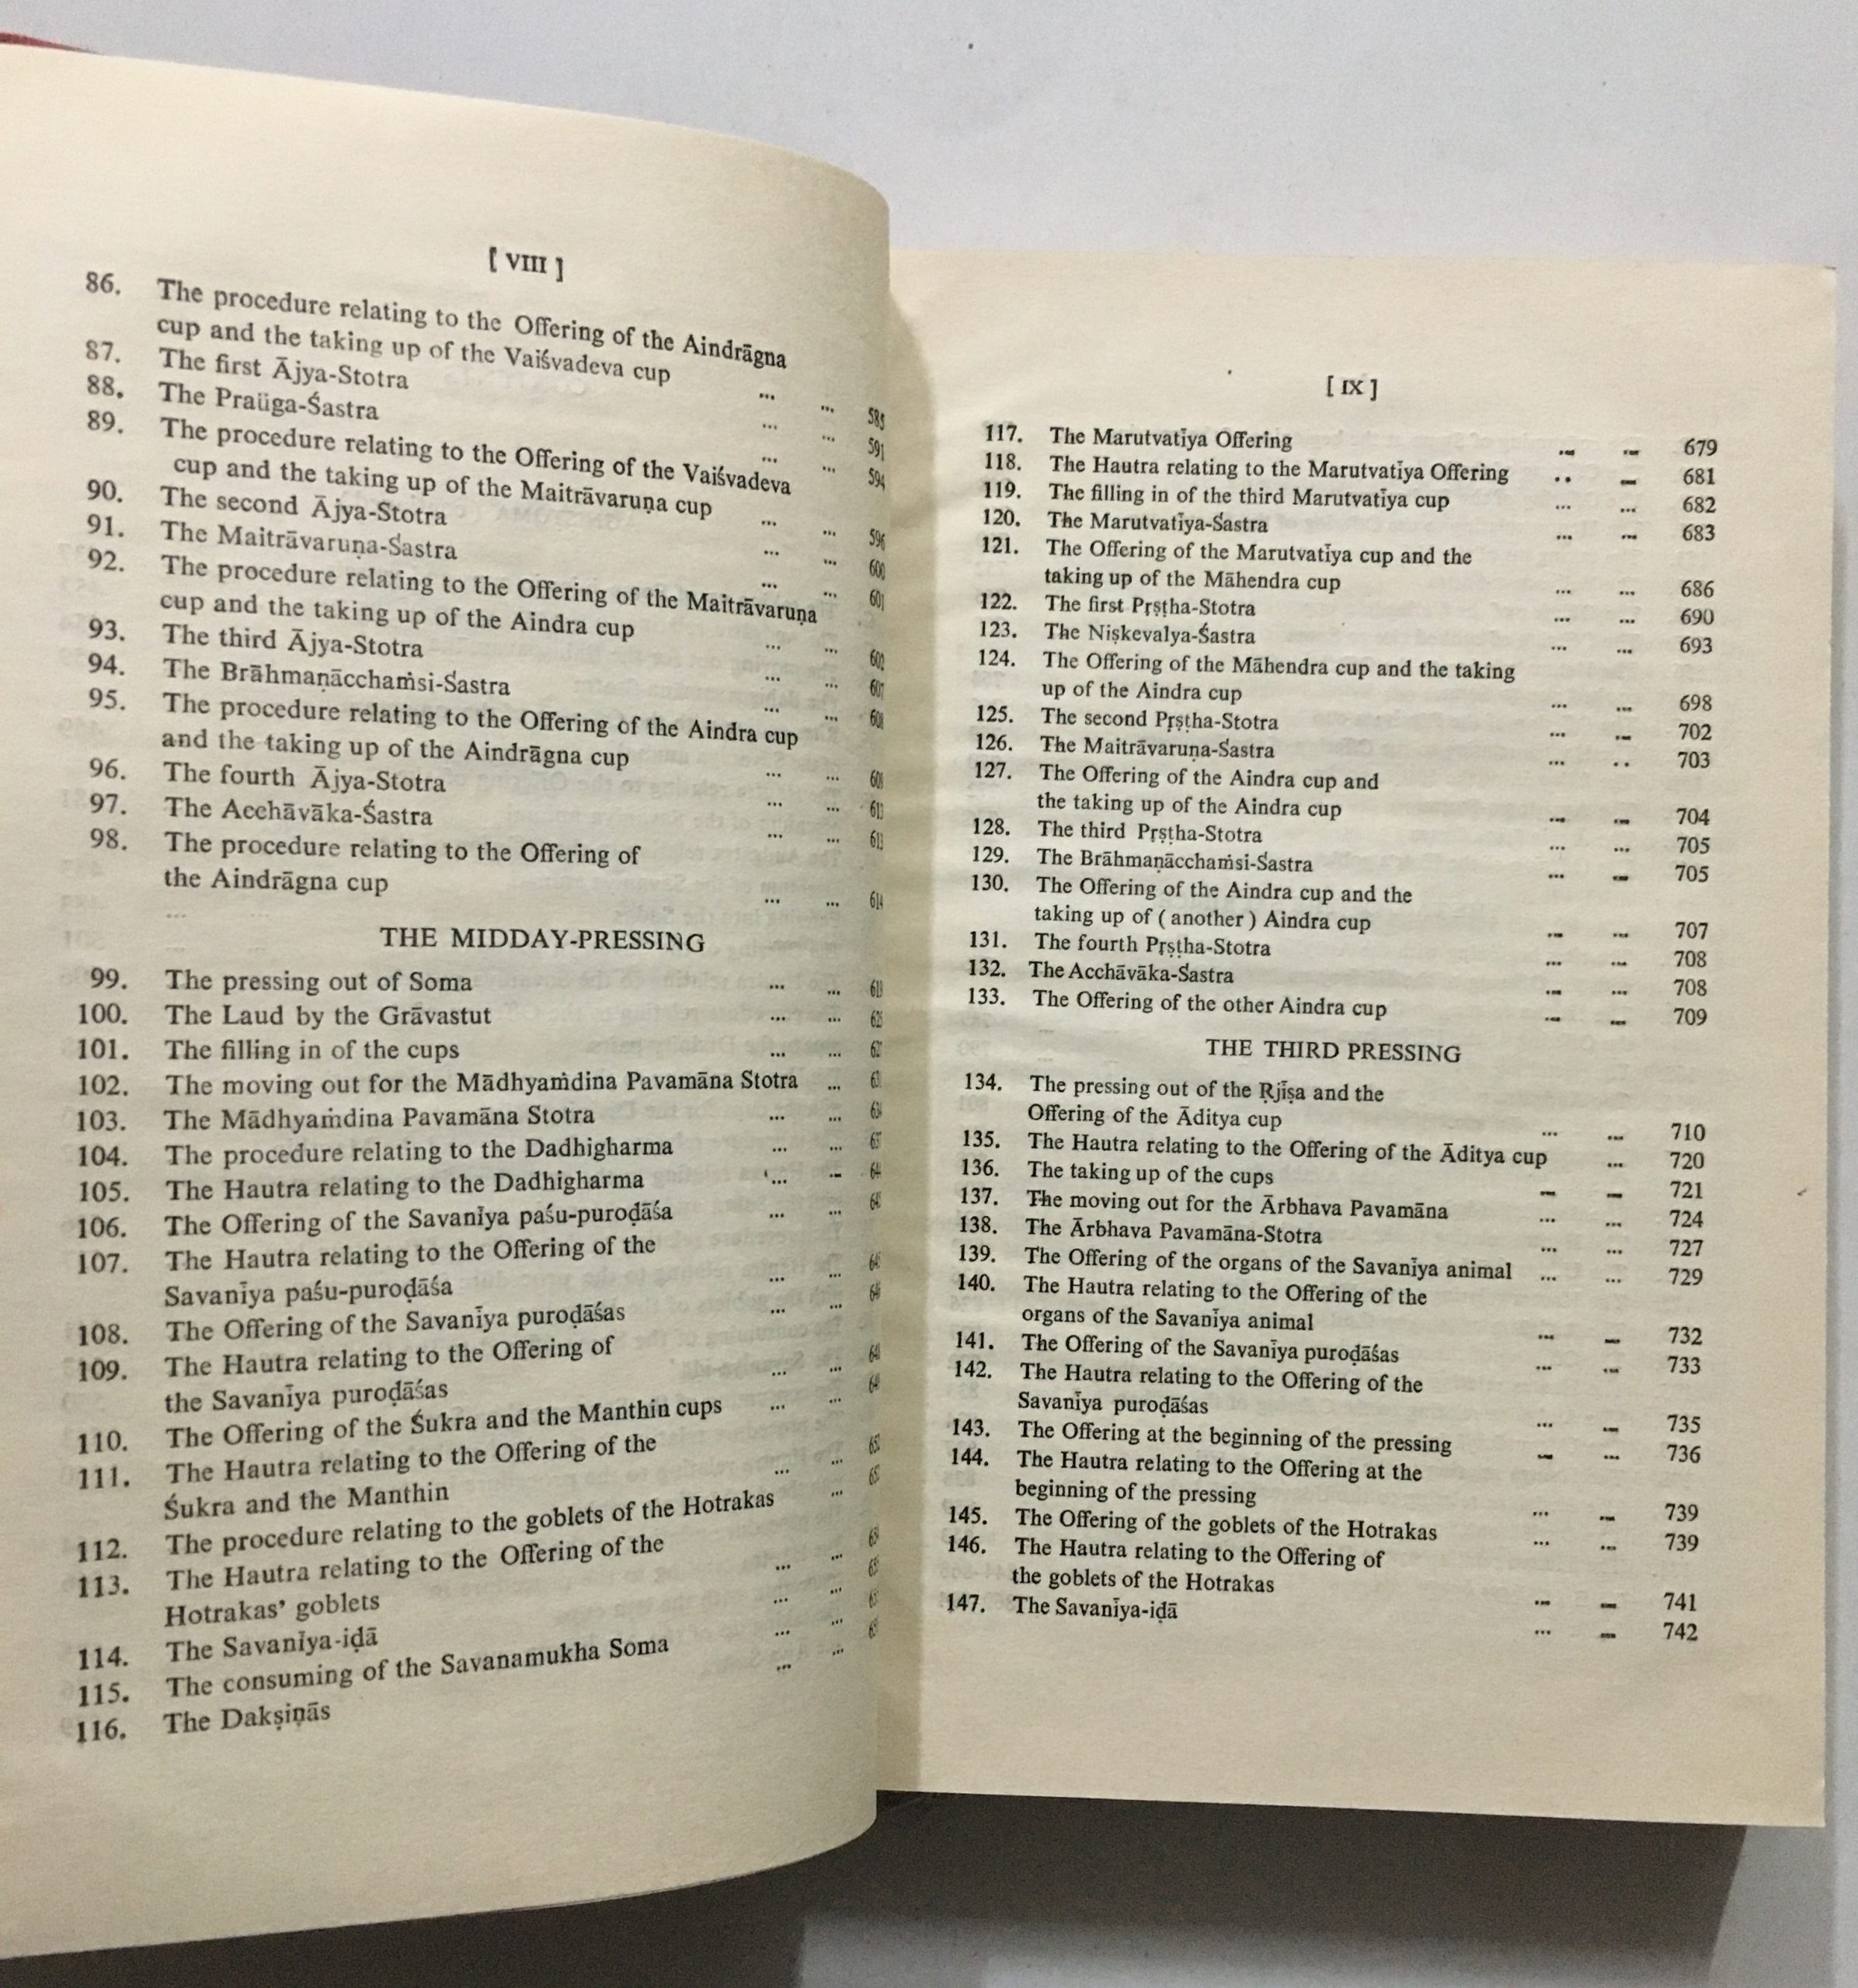 [ VIII ]
86. The procedure relating to the Offering of the Aindrāgna
cup and the taking up of the Vaiśvadeva cup ... ... 585
87. The first Ājya-Stotra ... ... 591
88. The Praüga-Śastra ... ... 594
89. The procedure relating to the Offering of the Vaiśvadeva
cup and the taking up of the Maitrāvaruṇa cup ... ... 596
90. The second Ājya-Stotra ... ... 600
91. The Maitrāvaruṇa-Śastra ... ... 601
92. The procedure relating to the Offering of the Maitrāvaruṇa
cup and the taking up of the Aindra cup ... ... 602
93. The third Ājya-Stotra ... ... 607
94. The Brāhmaṇācchaṁsi-Śastra ... ...
95. The procedure relating to the Offering of the Aindra cup
and the taking up of the Aindrāgna cup ... ...
96. The fourth Ājya-Stotra ... ...
97. The Acchāvāka-Śastra ... ... 613
98. The procedure relating to the Offering of
the Aindrāgna cup ... ... 614
THE MIDDAY-PRESSING
99. The pressing out of Soma ... ...
100. The Laud by the Grāvastut ... ...
101. The filling in of the cups ... ...
102. The moving out for the Mādhyaṁdina Pavamāna Stotra ...
103. The Mādhyaṁdina Pavamāna Stotra ... ...
104. The procedure relating to the Dadhigharma ... ...
105. The Hautra relating to the Dadhigharma ... ...
106. The Offering of the Savanīya paśu-puroḍāśa ... ...
107. The Hautra relating to the Offering of the
Savanīya paśu-puroḍāśa ... ...
108. The Offering of the Savanīya puroḍāśas ... ...
109. The Hautra relating to the Offering of
the Savanīya puroḍāśas ... ...
110. The Offering of the Śukra and the Manthin cups ... ...
111. The Hautra relating to the Offering of the
Śukra and the Manthin ... ...
112. The procedure relating to the goblets of the Hotrakas ...
113. The Hautra relating to the Offering of the
Hotrakas' goblets ... ...
114. The Savanīya-iḍā ... ...
115. The consuming of the Savanamukha Soma ... ...
116. The Dakṣiṇās ... ...
[ IX ]
117. The Marutvatīya Offering ... ... 679
118. The Hautra relating to the Marutvatīya Offering .. ... 681
119. The filling in of the third Marutvatīya cup ... ... 682
120. The Marutvatīya-Śastra ... ... 683
121. The Offering of the Marutvatīya cup and the
taking up of the Māhendra cup ... ... 686
122. The first Pṛṣṭha-Stotra ... ... 690
123. The Niṣkevalya-Śastra ... ... 693
124. The Offering of the Māhendra cup and the taking
up of the Aindra cup ... ... 698
125. The second Pṛṣṭha-Stotra ... ... 702
126. The Maitrāvaruṇa-Śastra ... .. 703
127. The Offering of the Aindra cup and
the taking up of the Aindra cup ... ... 704
128. The third Pṛṣṭha-Stotra ... ... 705
129. The Brāhmaṇācchaṁsi-Śastra ... ... 705
130. The Offering of the Aindra cup and the
taking up of ( another ) Aindra cup ... ... 707
131. The fourth Pṛṣṭha-Stotra ... ... 708
132. The Acchāvāka-Śastra ... ... 708
133. The Offering of the other Aindra cup ... ... 709
THE THIRD PRESSING
134. The pressing out of the Ṛjīṣa and the
Offering of the Āditya cup ... ... 710
135. The Hautra relating to the Offering of the Āditya cup ... 720
136. The taking up of the cups ... ... 721
137. The moving out for the Ārbhava Pavamāna ... ... 724
138. The Ārbhava Pavamāna-Stotra ... ... 727
139. The Offering of the organs of the Savanīya animal ... ... 729
140. The Hautra relating to the Offering of the
organs of the Savanīya animal ... ... 732
141. The Offering of the Savanīya puroḍāśas ... ... 733
142. The Hautra relating to the Offering of the
Savanīya puroḍāśas ... ... 735
143. The Offering at the beginning of the pressing ... ... 736
144. The Hautra relating to the Offering at the
beginning of the pressing ... ... 739
145. The Offering of the goblets of the Hotrakas ... ... 739
146. The Hautra relating to the Offering of
the goblets of the Hotrakas ... ... 741
147. The Savanīya-iḍā ... ... 742